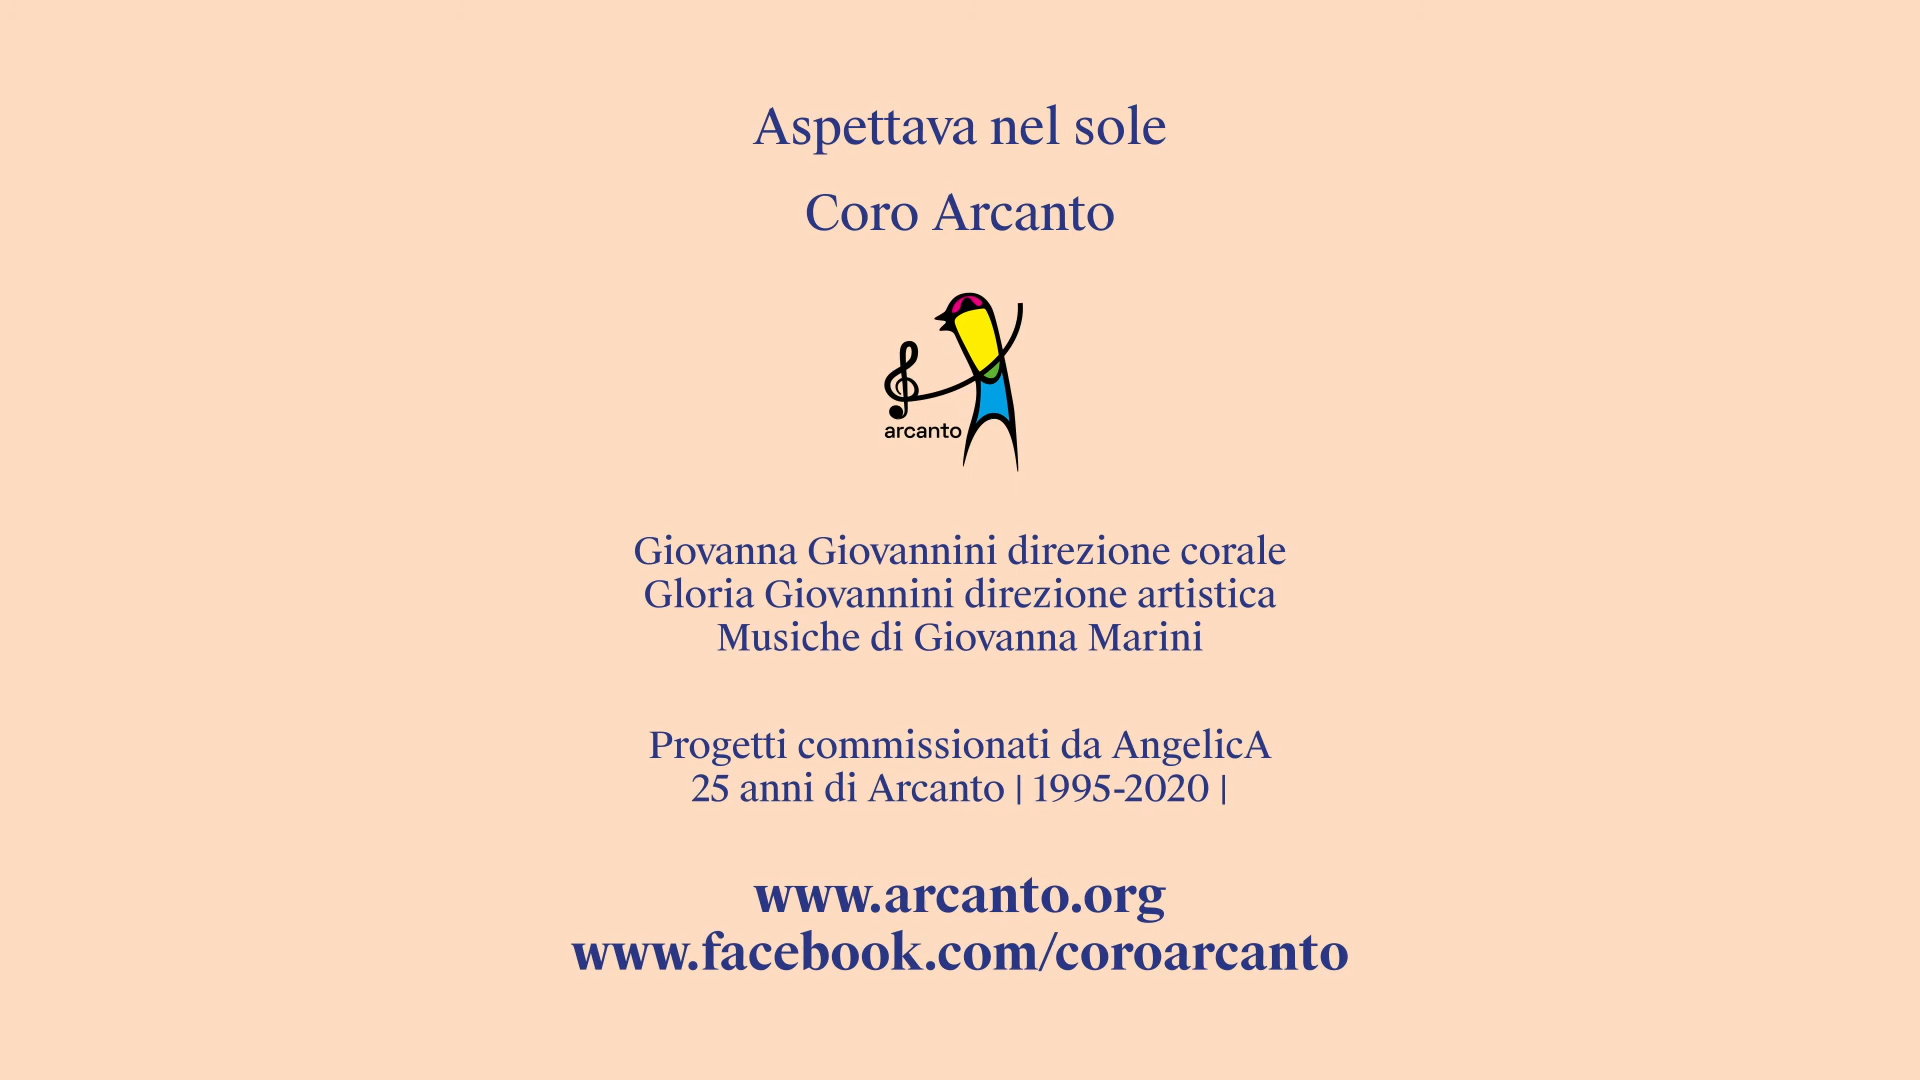 Aspettava nel sole
Coro Arcanto
arcanto
Giovanna Giovannini direzione corale
Gloria Giovannini direzione artistica
Musiche di Giovanna Marini
Progetti commissionati da AngelicA
25 anni di Arcanto | 1995-2020 |
www.arcanto.org
www.facebook.com/coroarcanto